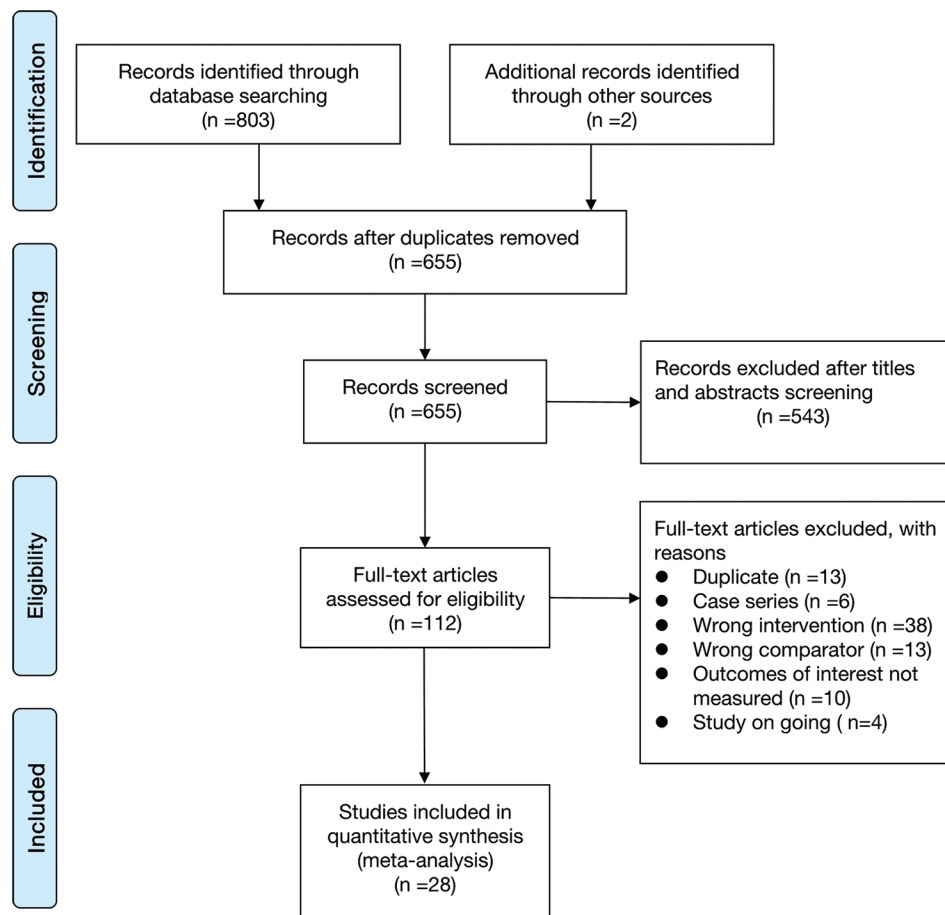 Identification
Records identified through
database searching
(n =803)
Additional records identified
through other sources
(n =2)
Records after duplicates removed
(n =655)
Screening
Records screened
(n =655)
Records excluded after titles
and abstracts screening
(n =543)
Eligibility
Full-text articles
assessed for eligibility
(n =112)
Full-text articles excluded, with
reasons
● Duplicate (n =13)
● Case series (n =6)
● Wrong intervention (n =38)
● Wrong comparator (n =13)
● Outcomes of interest not
measured (n =10)
● Study on going ( n=4)
Included
Studies included in
quantitative synthesis
(meta-analysis)
(n =28)